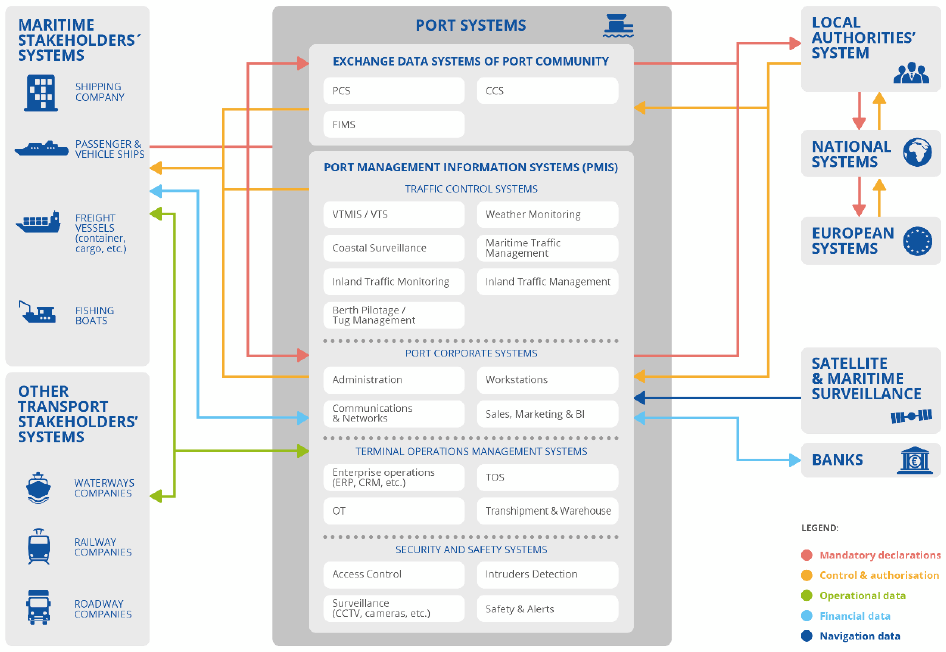 MARITIME
STAKEHOLDERS´
SYSTEMS
SHIPPING
COMPANY
PASSENGER &
VEHICLE SHIPS
FREIGHT
VESSELS
(container,
cargo, etc.)
FISHING
BOATS
OTHER
TRANSPORT
STAKEHOLDERS’
SYSTEMS
WATERWAYS
COMPANIES
RAILWAY
COMPANIES
ROADWAY
COMPANIES
PORT SYSTEMS
EXCHANGE DATA SYSTEMS OF PORT COMMUNITY
PCS
CCS
FIMS
PORT MANAGEMENT INFORMATION SYSTEMS (PMIS)
TRAFFIC CONTROL SYSTEMS
VTMIS / VTS
Weather Monitoring
Coastal Surveillance
Maritime Traffic
Management
Inland Traffic Monitoring
Inland Traffic Management
Berth Pilotage /
Tug Management
PORT CORPORATE SYSTEMS
Administration
Workstations
Communications
& Networks
Sales, Marketing & BI
TERMINAL OPERATIONS MANAGEMENT SYSTEMS
Enterprise operations
(ERP, CRM, etc.)
TOS
OT
Transhipment & Warehouse
SECURITY AND SAFETY SYSTEMS
Access Control
Intruders Detection
Surveillance
(CCTV, cameras, etc.)
Safety & Alerts
LOCAL
AUTHORITIES’
SYSTEM
NATIONAL
SYSTEMS
EUROPEAN
SYSTEMS
SATELLITE
& MARITIME
SURVEILLANCE
BANKS
LEGEND:
Mandatory declarations
Control & authorisation
Operational data
Financial data
Navigation data